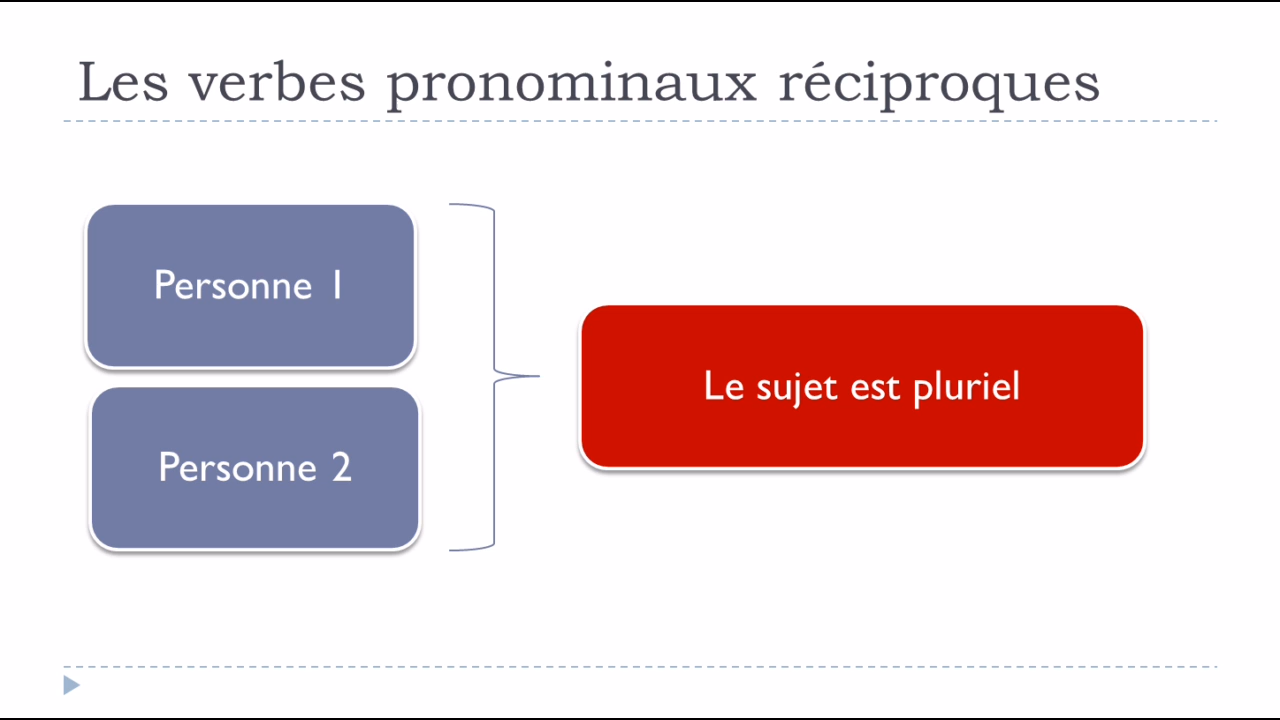 Les verbes pronominaux réciproques
Personne 1
Personne 2
Le sujet est pluriel